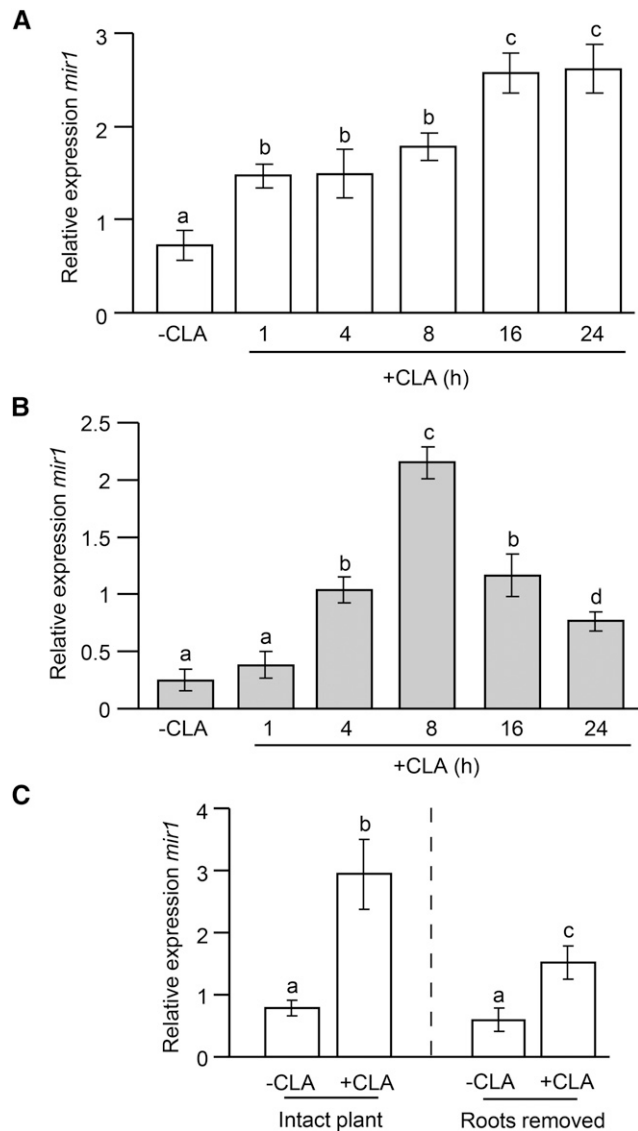 A
Relative expression mir1
3
2
1
0
a
b
b
b
c
c
-CLA 1 4 8 16 24
+CLA (h)
B
Relative expression mir1
2.5
2
1.5
1
0.5
0
a
a
b
c
b
d
-CLA 1 4 8 16 24
+CLA (h)
C
Relative expression mir1
4
3
2
1
0
a
b
a
c
-CLA +CLA -CLA +CLA
Intact plant Roots removed